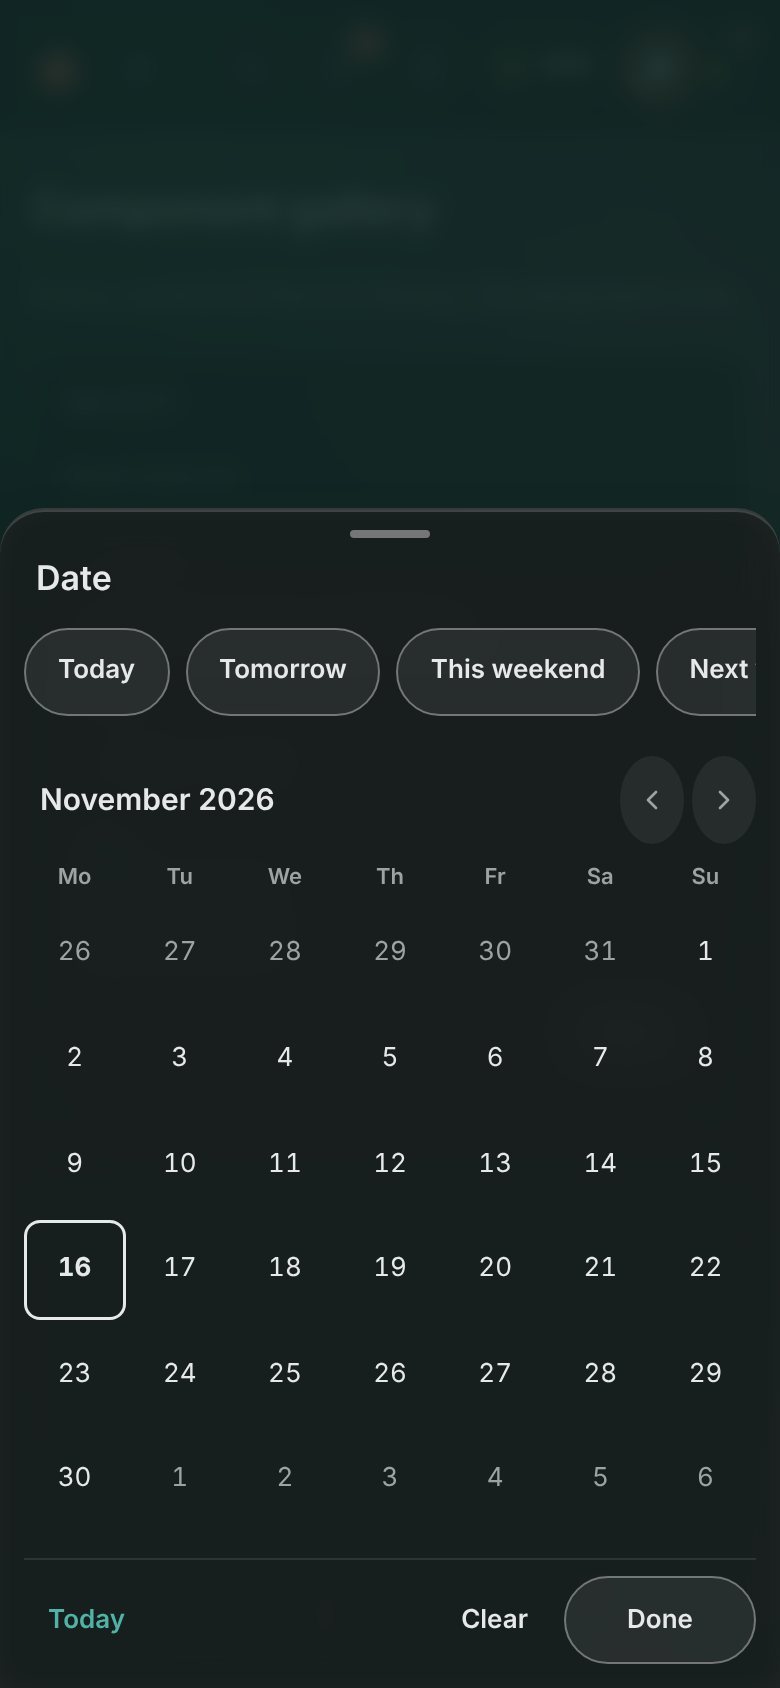 Date
Today Tomorrow This weekend Next
November 2026
Mo Tu We Th Fr Sa Su
26 27 28 29 30 31 1
2 3 4 5 6 7 8
9 10 11 12 13 14 15
16 17 18 19 20 21 22
23 24 25 26 27 28 29
30 1 2 3 4 5 6
Today Clear Done